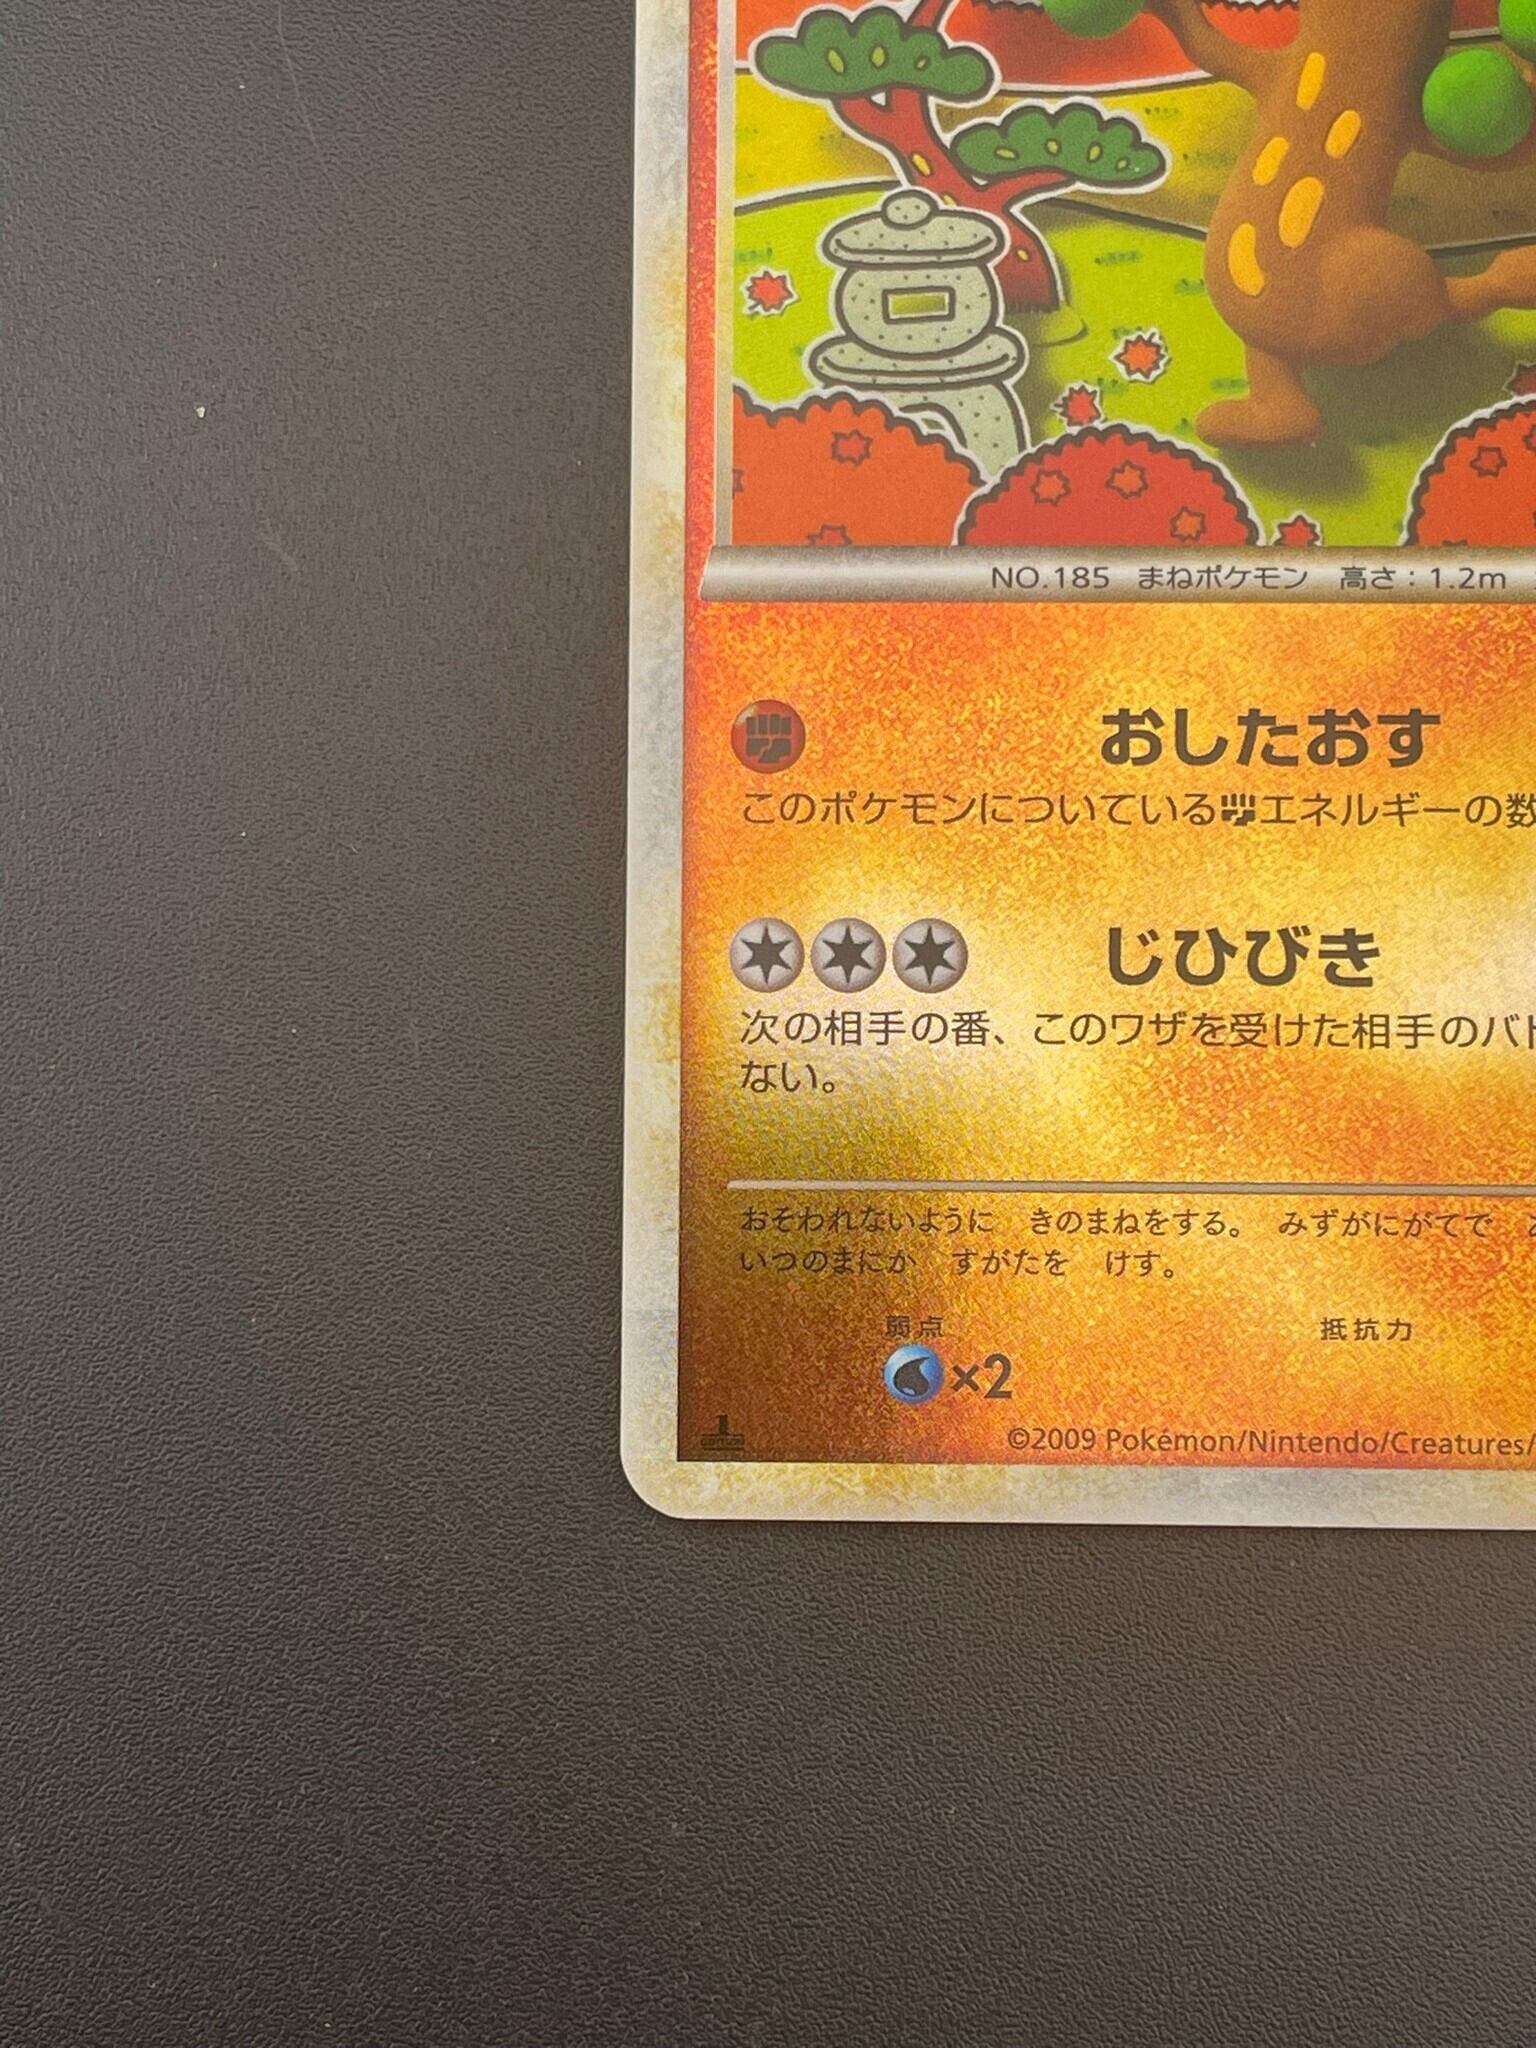 NO.185 まねポケモン 高さ：1.2m
おしたおす
このポケモンについているエネルギーの数
じひびき
次の相手の番、このワザを受けた相手のバト
ない。
おそわれないように きのまねをする。 みずがにがてで
いつのまにか すがたを けす。
弱点 抵抗力
×2
©2009 Pokémon/Nintendo/Creatures/